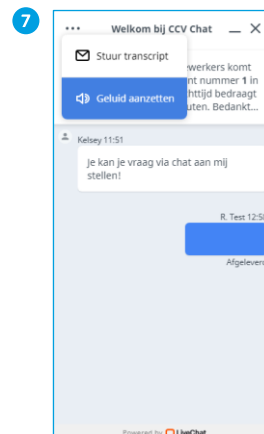 7
Welkom bij CCV Chat
Stuur transcript
Geluid aanzetten
ewerkers komt
nt nummer 1 in
chttijd bedraagt
uten. Bedankt...
Kelsey 11:51
Je kan je vraag via chat aan mij
stellen!
R. Test 12:5
Afgelever
Powered by LiveChat